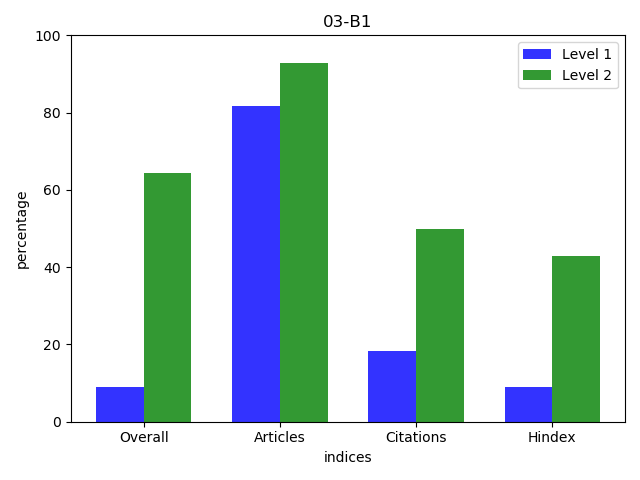 03-B1
100
80
60
40
20
0
percentage
Level 1
Level 2
Overall Articles Citations Hindex
indices